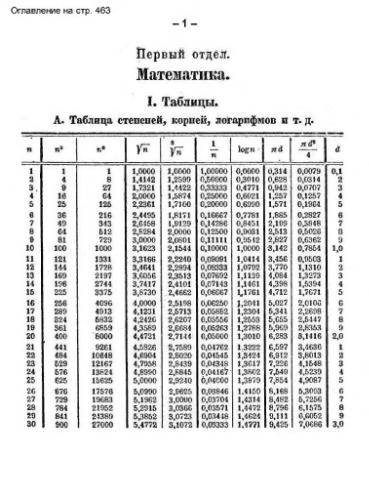 Оглавление на стр. 463
– 1 –
Первый отдел.
Математика.
I. Таблицы.
А. Таблица степеней, корней, логарифмов и т. д.
n n² n³ √n ³√n 1/n log n πd πd²/4 d
1 1 1 1,0000 1,0000 1,00000 0,0000 0,314 0,0079 0,1
2 4 8 1,4142 1,2599 0,50000 0,3010 0,628 0,0314 2
3 9 27 1,7321 1,4422 0,33333 0,4771 0,942 0,0707 3
4 16 64 2,0000 1,5874 0,25000 0,6021 1,257 0,1257 4
5 25 125 2,2361 1,7100 0,20000 0,6990 1,571 0,1964 5
6 36 216 2,4495 1,8171 0,16667 0,7781 1,885 0,2827 6
7 49 343 2,6458 1,9129 0,14286 0,8451 2,199 0,3848 7
8 64 512 2,8284 2,0000 0,12500 0,9031 2,513 0,5026 8
9 81 729 3,0000 2,0801 0,11111 0,9542 2,827 0,6362 9
10 100 1000 3,1623 2,1544 0,10000 1,0000 3,142 0,7854 1,0
11 121 1331 3,3166 2,2240 0,09091 1,0414 3,456 0,9503 1
12 144 1728 3,4641 2,2894 0,08333 1,0792 3,770 1,1310 2
13 169 2197 3,6056 2,3513 0,07692 1,1139 4,084 1,3273 3
14 196 2744 3,7417 2,4101 0,07143 1,1461 4,398 1,5394 4
15 225 3375 3,8730 2,4662 0,06667 1,1761 4,712 1,7671 5
16 256 4096 4,0000 2,5198 0,06250 1,2041 5,027 2,0106 6
17 289 4913 4,1231 2,5713 0,05882 1,2304 5,341 2,2698 7
18 324 5832 4,2426 2,6207 0,05556 1,2553 5,655 2,5447 8
19 361 6859 4,3589 2,6684 0,05263 1,2788 5,969 2,8353 9
20 400 8000 4,4721 2,7144 0,05000 1,3010 6,283 3,1416 2,0
21 441 9261 4,5826 2,7589 0,04762 1,3222 6,597 3,4636 1
22 484 10648 4,6904 2,8020 0,04545 1,3424 6,912 3,8013 2
23 529 12167 4,7958 2,8439 0,04348 1,3617 7,226 4,1548 3
24 576 13824 4,8990 2,8845 0,04167 1,3802 7,540 4,5239 4
25 625 15625 5,0000 2,9240 0,04000 1,3979 7,854 4,9087 5
26 676 17576 5,0990 2,9625 0,03846 1,4150 8,168 5,3093 6
27 729 19683 5,1962 3,0000 0,03704 1,4314 8,482 5,7256 7
28 784 21952 5,2915 3,0366 0,03571 1,4472 8,796 6,1575 8
29 841 24389 5,3852 3,0723 0,03448 1,4624 9,111 6,6052 9
30 900 27000 5,4772 3,1072 0,03333 1,4771 9,425 7,0686 3,0